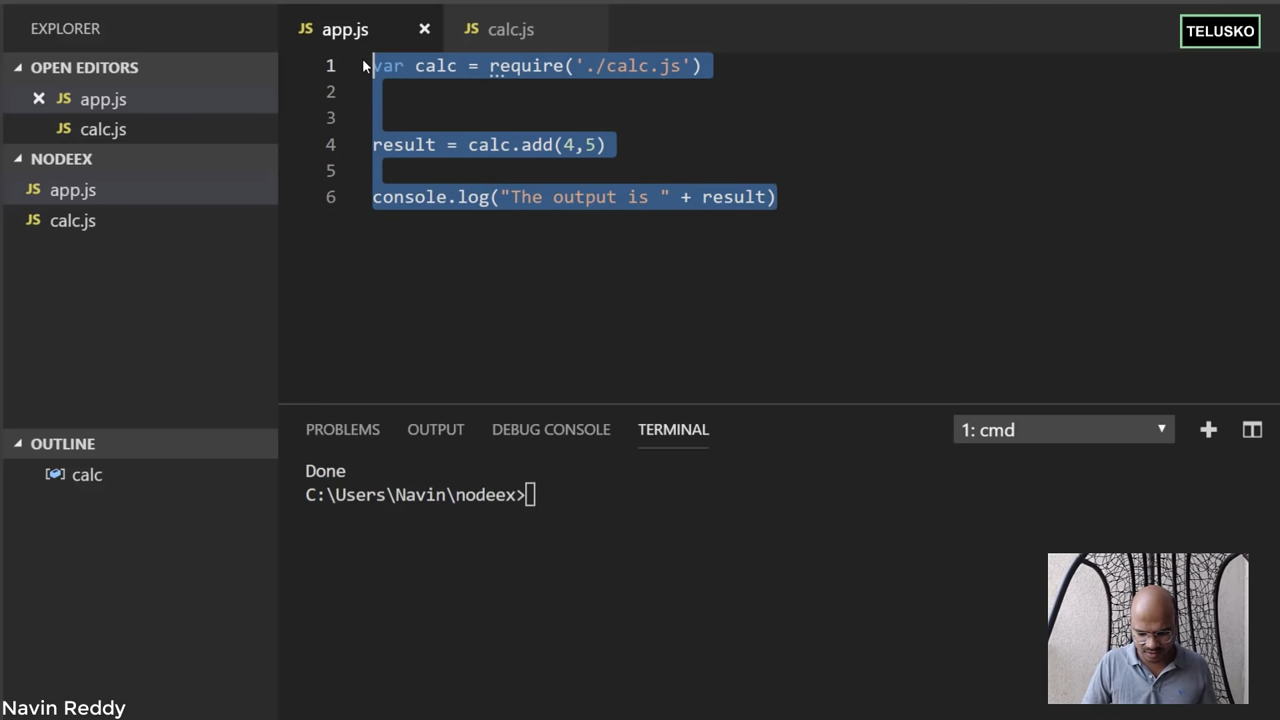 EXPLORER
OPEN EDITORS
JS app.js
JS calc.js
NODEEX
JS app.js
JS calc.js
OUTLINE
calc
JS app.js
JS calc.js
TELUSKO
1 var calc = require('./calc.js')
2
3
4 result = calc.add(4,5)
5
6 console.log("The output is " + result)
PROBLEMS OUTPUT DEBUG CONSOLE TERMINAL 1: cmd
Done
C:\Users\Navin\nodeex>
Navin Reddy